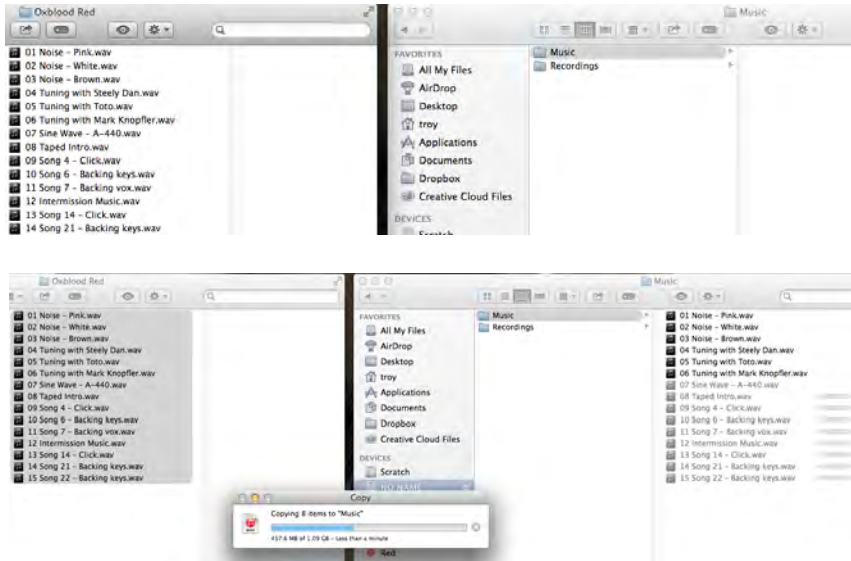 Oxblood Red
01 Noise - Pink.wav
02 Noise - White.wav
03 Noise - Brown.wav
04 Tuning with Steely Dan.wav
05 Tuning with Toto.wav
06 Tuning with Mark Knopfler.wav
07 Sine Wave - A-440.wav
08 Taped Intro.wav
09 Song 4 - Click.wav
10 Song 6 - Backing keys.wav
11 Song 7 - Backing vox.wav
12 Intermission Music.wav
13 Song 14 - Click.wav
14 Song 21 - Backing keys.wav
Music
FAVORITES
All My Files
AirDrop
Desktop
troy
Applications
Documents
Dropbox
Creative Cloud Files
DEVICES
Scratch
Music
Recordings
Oxblood Red
01 Noise - Pink.wav
02 Noise - White.wav
03 Noise - Brown.wav
04 Tuning with Steely Dan.wav
05 Tuning with Toto.wav
06 Tuning with Mark Knopfler.wav
07 Sine Wave - A-440.wav
08 Taped Intro.wav
09 Song 4 - Click.wav
10 Song 6 - Backing keys.wav
11 Song 7 - Backing vox.wav
12 Intermission Music.wav
13 Song 14 - Click.wav
14 Song 21 - Backing keys.wav
15 Song 22 - Backing keys.wav
Music
FAVORITES
All My Files
AirDrop
Desktop
troy
Applications
Documents
Dropbox
Creative Cloud Files
DEVICES
Scratch
NO NAME
Red
Music
Recordings
01 Noise - Pink.wav
02 Noise - White.wav
03 Noise - Brown.wav
04 Tuning with Steely Dan.wav
05 Tuning with Toto.wav
06 Tuning with Mark Knopfler.wav
07 Sine Wave - A-440.wav
08 Taped Intro.wav
09 Song 4 - Click.wav
10 Song 6 - Backing keys.wav
11 Song 7 - Backing vox.wav
12 Intermission Music.wav
13 Song 14 - Click.wav
14 Song 21 - Backing keys.wav
15 Song 22 - Backing keys.wav
Copy
Copying 8 items to "Music"
457.6 MB of 1.09 GB - Less than a minute